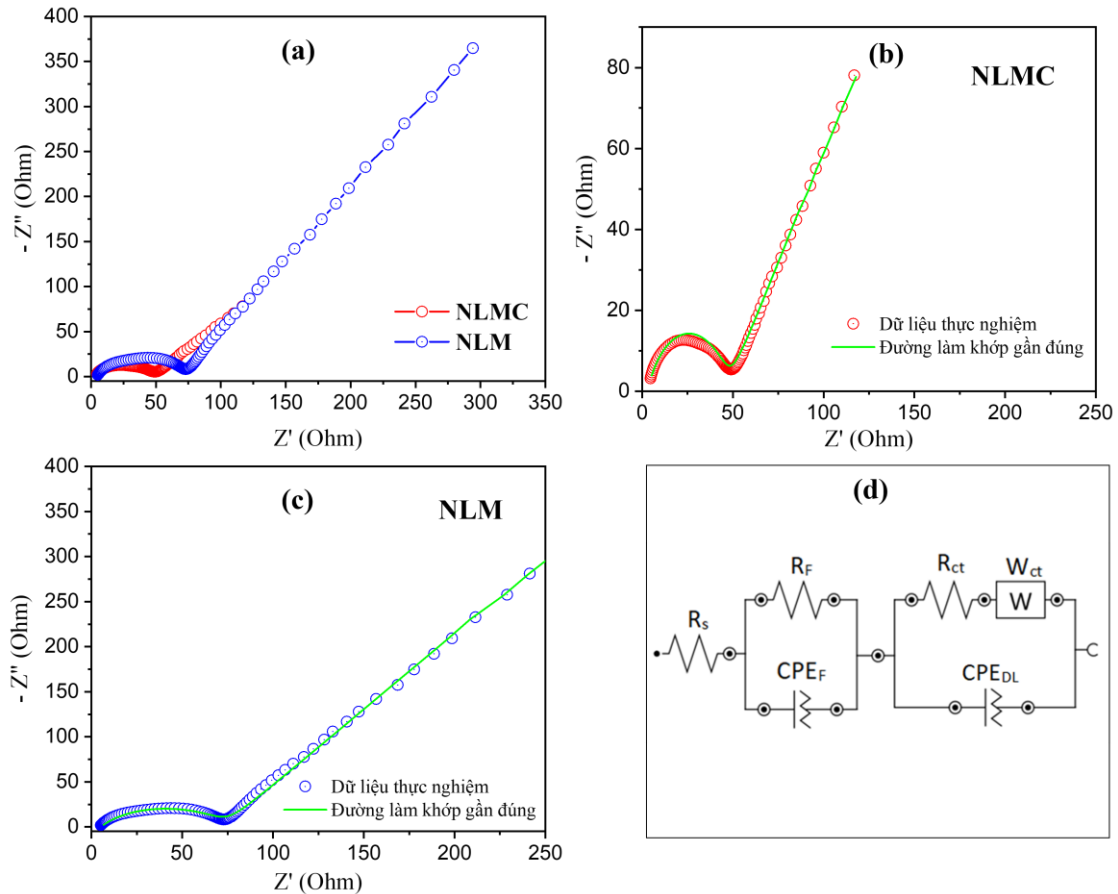 (a)
400
350
300
250
200
150
100
50
0
- Z'' (Ohm)
NLMC
NLM
0 50 100 150 200 250 300 350
Z' (Ohm)
(b)
NLMC
80
60
40
20
0
- Z'' (Ohm)
Dữ liệu thực nghiệm
Đường làm khớp gần đúng
0 50 100 150 200 250
Z' (Ohm)
(c)
NLM
400
350
300
250
200
150
100
50
0
- Z'' (Ohm)
Dữ liệu thực nghiệm
Đường làm khớp gần đúng
0 50 100 150 200 250
Z' (Ohm)
(d)
RF
Rct
Wct
W
Rs
CPEF
CPEDL